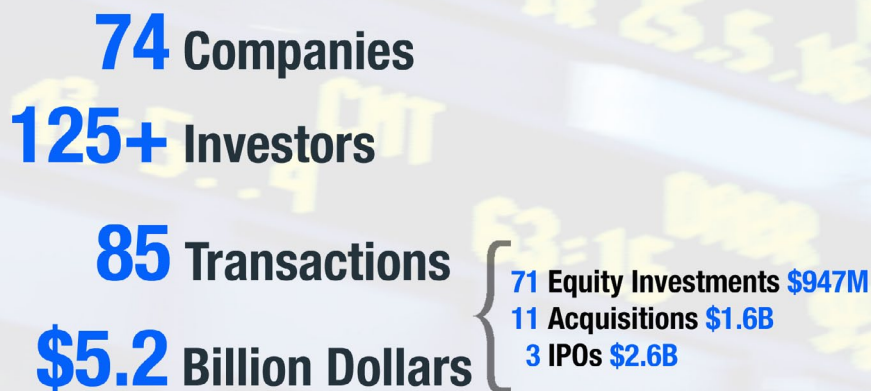 74 Companies
125+ Investors
85 Transactions
$5.2 Billion Dollars
71 Equity Investments $947M
11 Acquisitions $1.6B
3 IPOs $2.6B